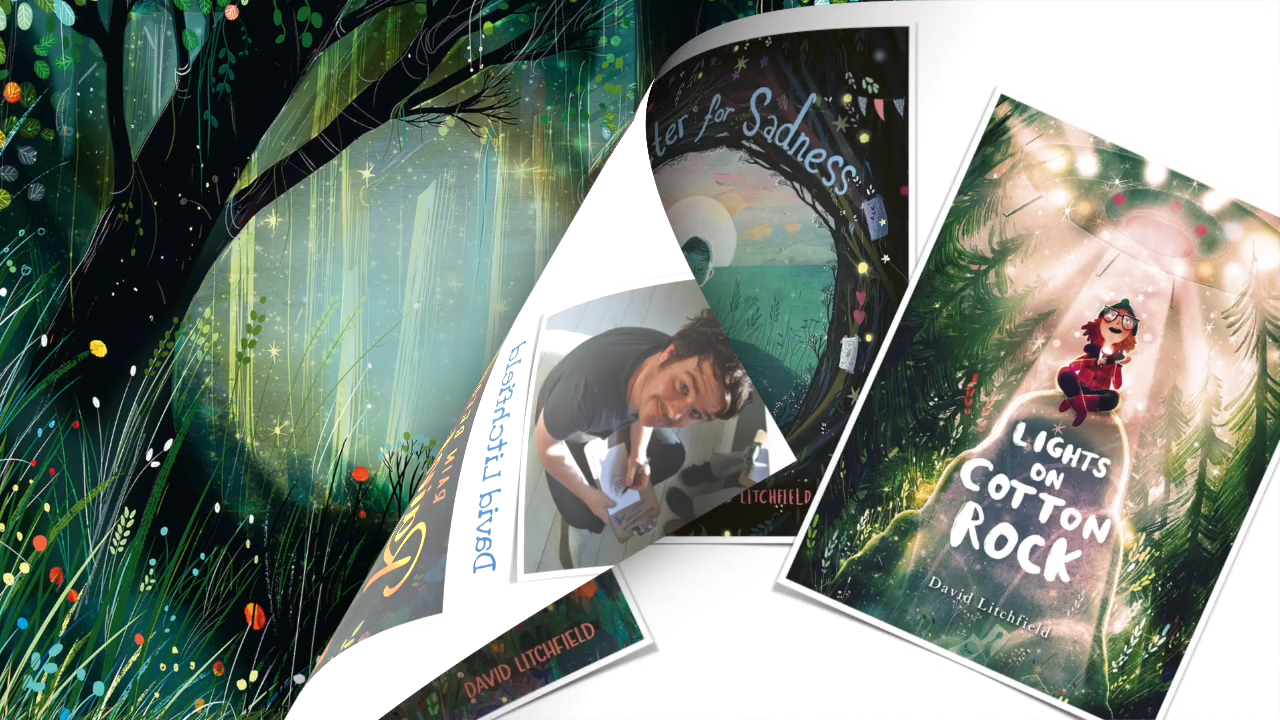 ter for Sadness
David Litchfield
LITCHFIELD
LIGHTS
ON
COTTON
ROCK
David Litchfield
DAVID LITCHFIELD